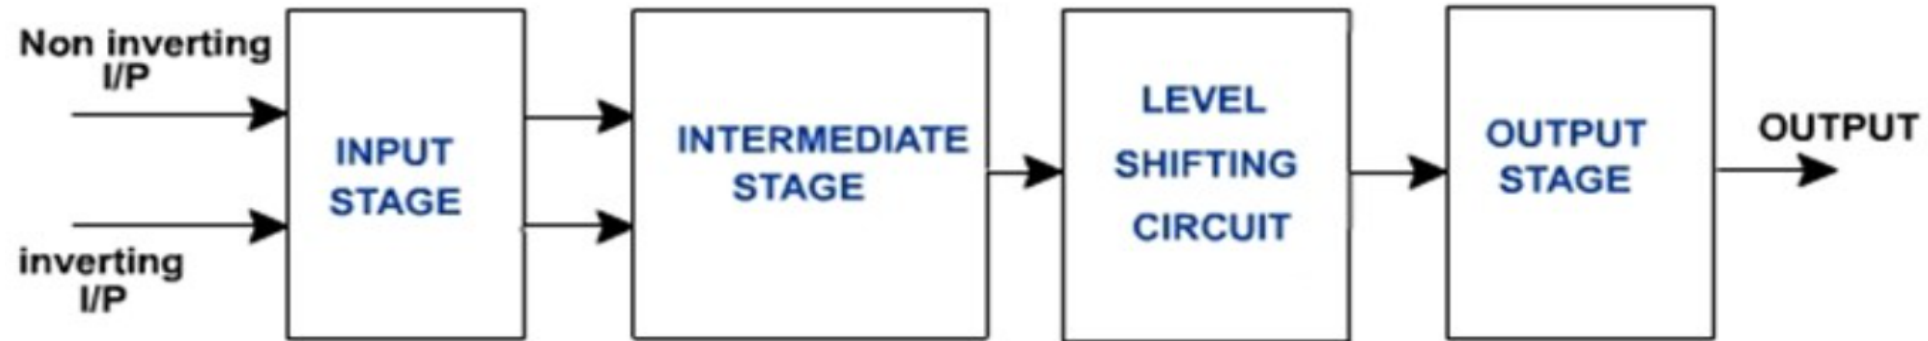 Non inverting
I/P
inverting
I/P
INPUT
STAGE
INTERMEDIATE
STAGE
LEVEL
SHIFTING
CIRCUIT
OUTPUT
STAGE
OUTPUT